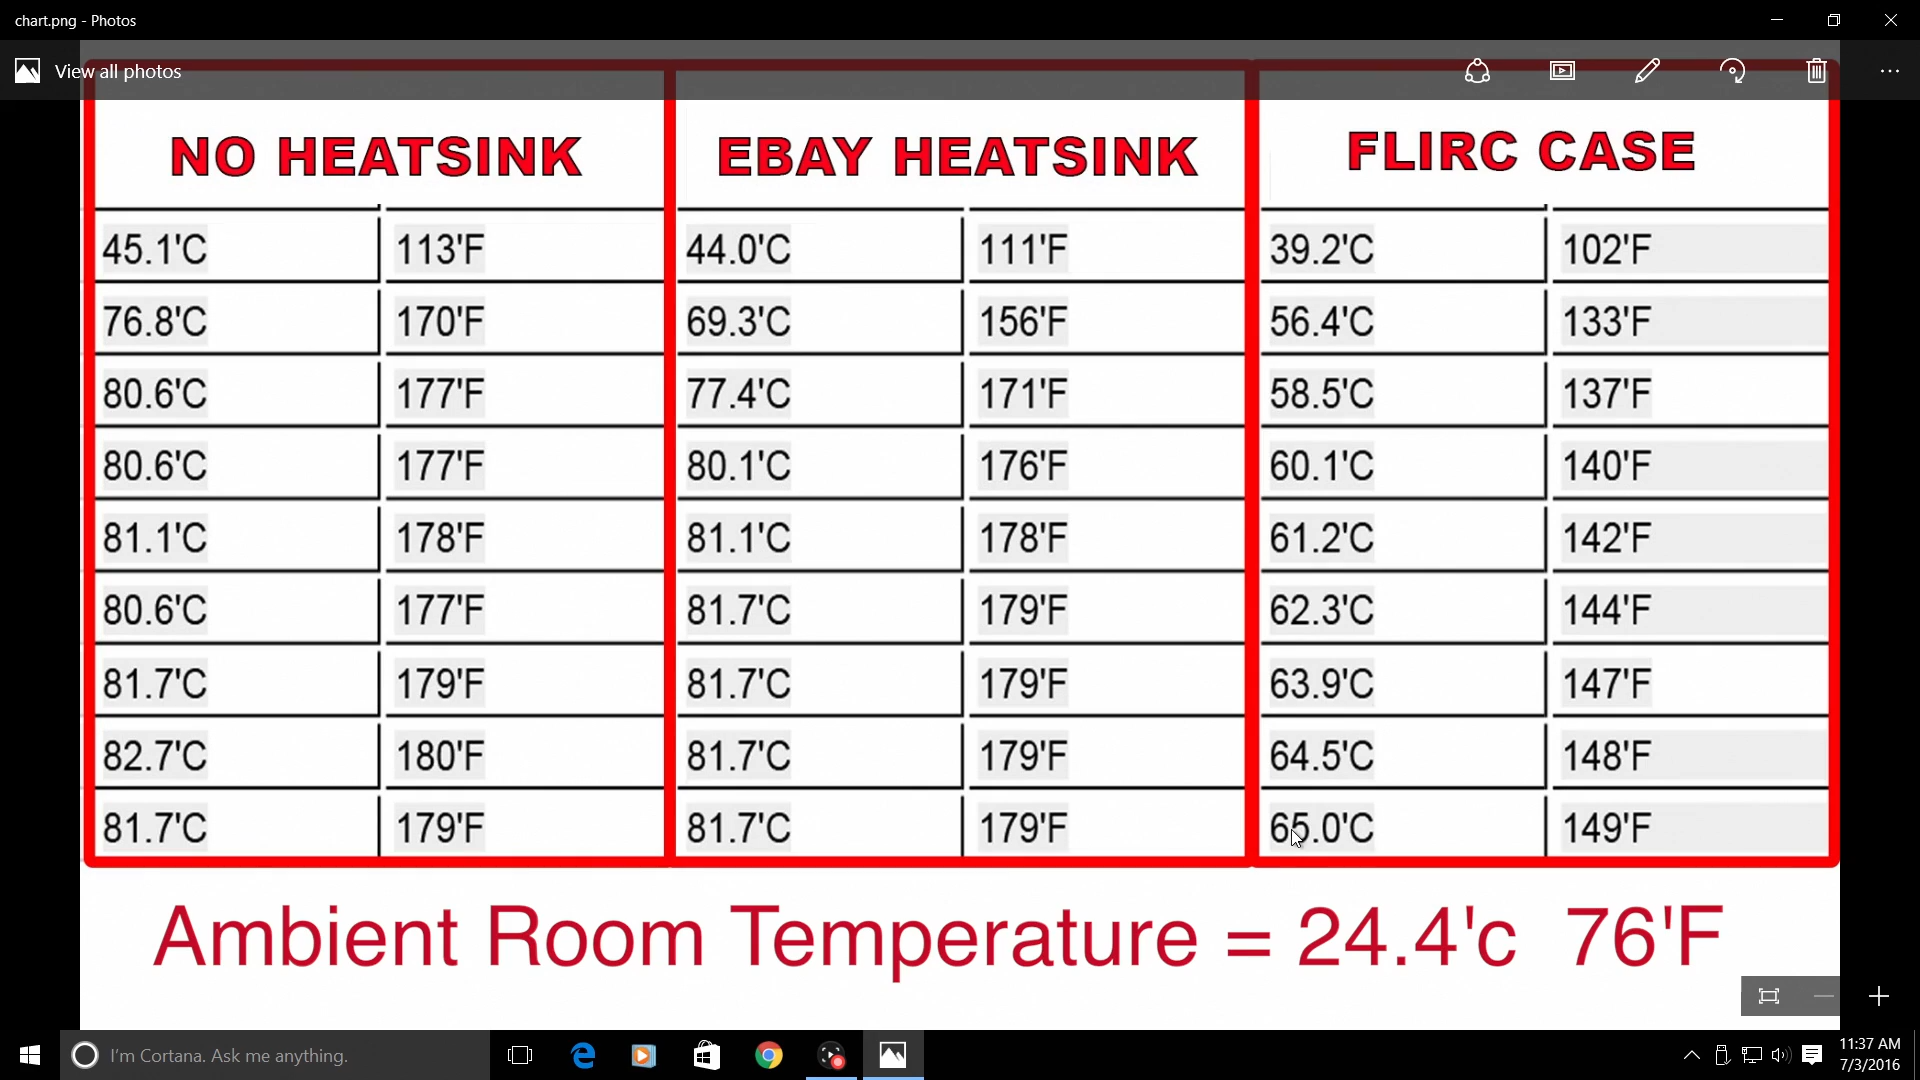 chart.png - Photos
View all photos
NO HEATSINK EBAY HEATSINK FLIRC CASE
45.1'C 113'F 44.0'C 111'F 39.2'C 102'F
76.8'C 170'F 69.3'C 156'F 56.4'C 133'F
80.6'C 177'F 77.4'C 171'F 58.5'C 137'F
80.6'C 177'F 80.1'C 176'F 60.1'C 140'F
81.1'C 178'F 81.1'C 178'F 61.2'C 142'F
80.6'C 177'F 81.7'C 179'F 62.3'C 144'F
81.7'C 179'F 81.7'C 179'F 63.9'C 147'F
82.7'C 180'F 81.7'C 179'F 64.5'C 148'F
81.7'C 179'F 81.7'C 179'F 65.0'C 149'F
Ambient Room Temperature = 24.4'c 76'F
I'm Cortana. Ask me anything.
11:37 AM
7/3/2016